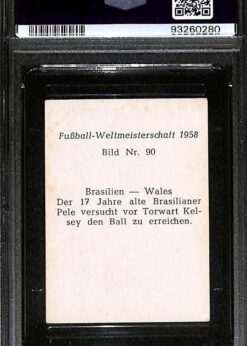 93260280
Fußball-Weltmeisterschaft 1958
Bild Nr. 90
Brasilien — Wales
Der 17 Jahre alte Brasilianer
Pele versucht vor Torwart Kel-
sey den Ball zu erreichen.